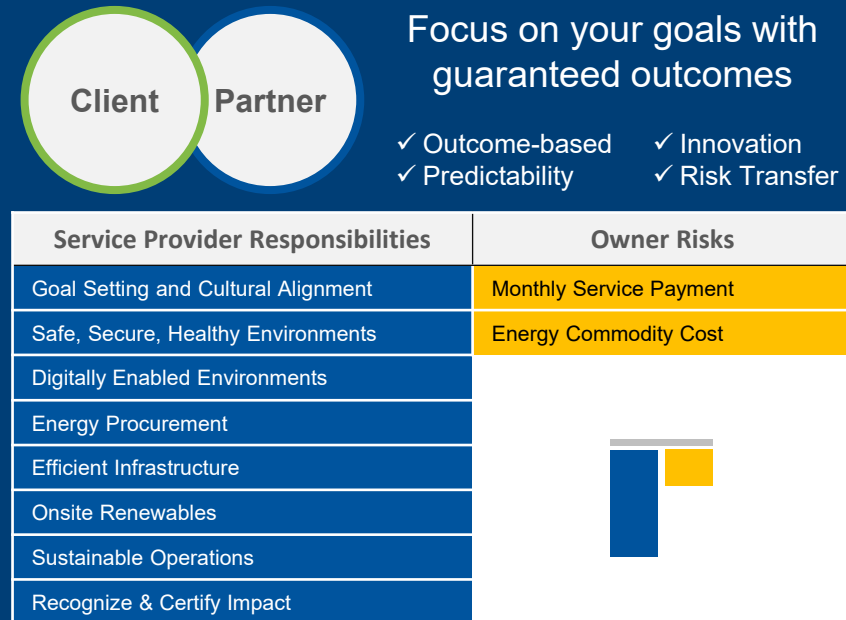 Client
Partner
Focus on your goals with
guaranteed outcomes
✓ Outcome-based
✓ Innovation
✓ Predictability
✓ Risk Transfer
Service Provider Responsibilities
Owner Risks
Goal Setting and Cultural Alignment
Monthly Service Payment
Safe, Secure, Healthy Environments
Energy Commodity Cost
Digitally Enabled Environments
Energy Procurement
Efficient Infrastructure
Onsite Renewables
Sustainable Operations
Recognize & Certify Impact